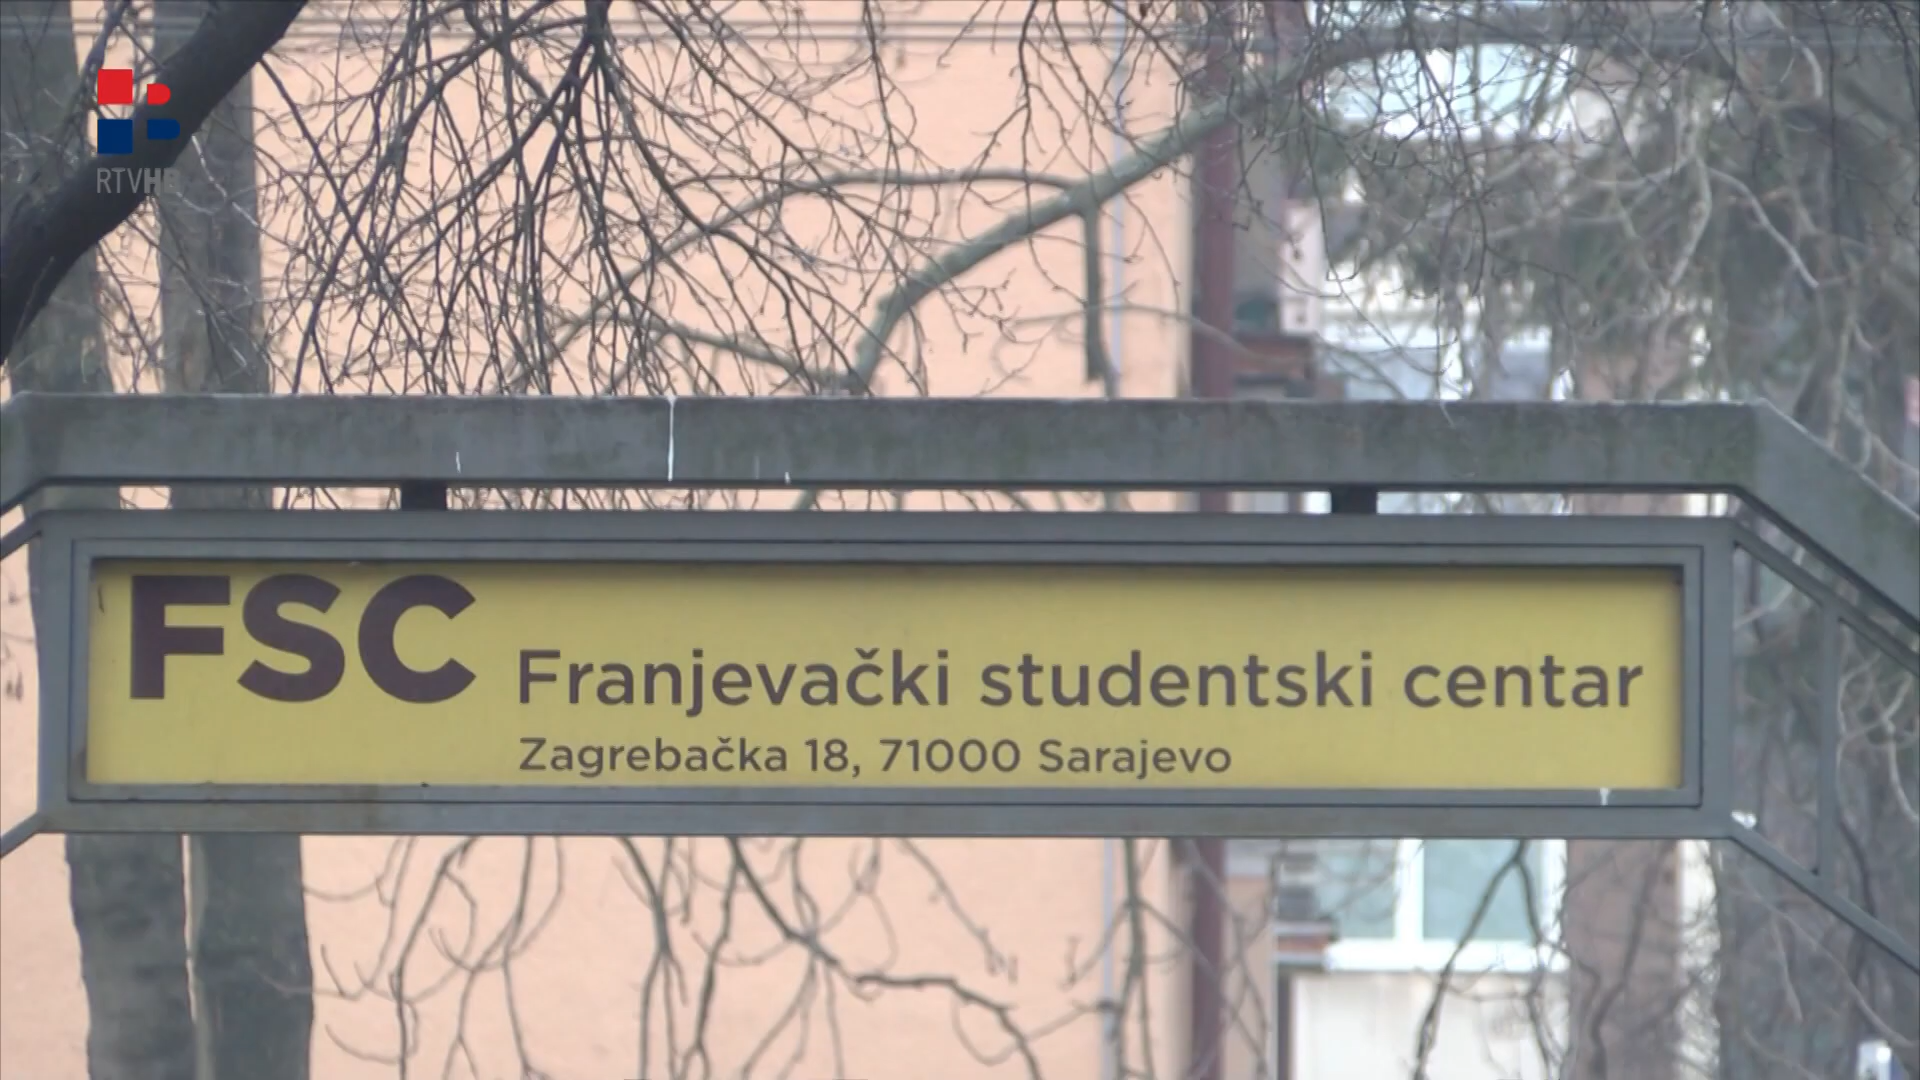 RTVHB
FSC Franjevački studentski centar
Zagrebačka 18, 71000 Sarajevo